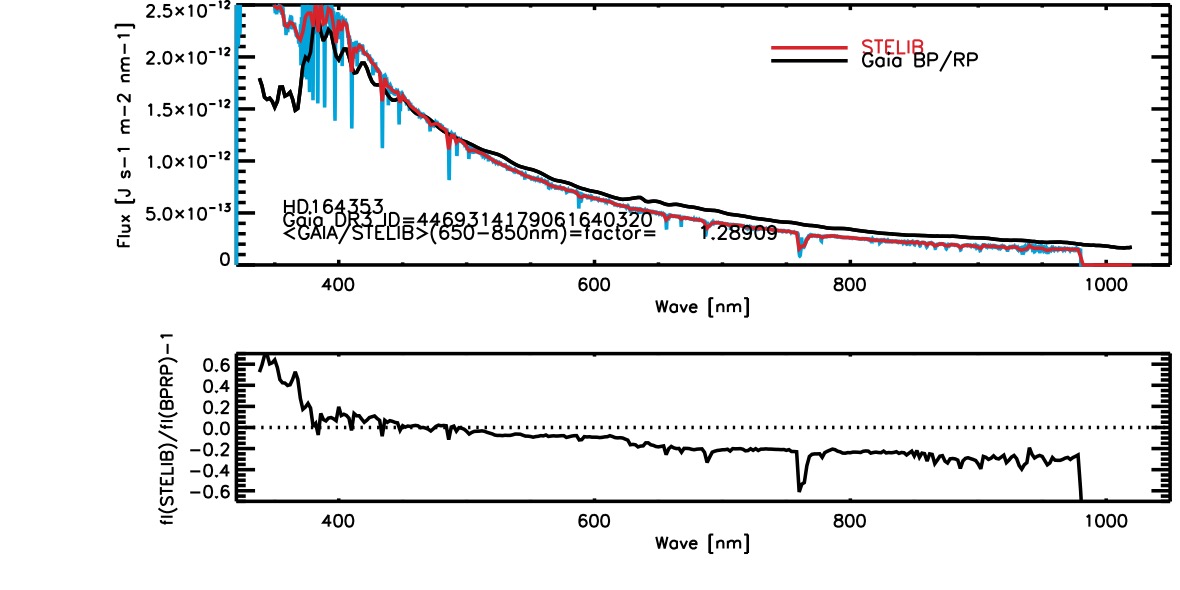 2.5×10−12
2.0×10−12
1.5×10−12
1.0×10−12
5.0×10−13
0
Flux [J s−1 m−2 nm−1]
STELIB
Gaia BP/RP
HD164353
Gaia DR3 ID=4469314179061640320
<GAIA/STELIB>(650−850nm)=factor= 1.28909
400 600 800 1000
Wave [nm]
0.6
0.4
0.2
0.0
−0.2
−0.4
−0.6
fl(STELIB)/fl(BPRP)−1
400 600 800 1000
Wave [nm]